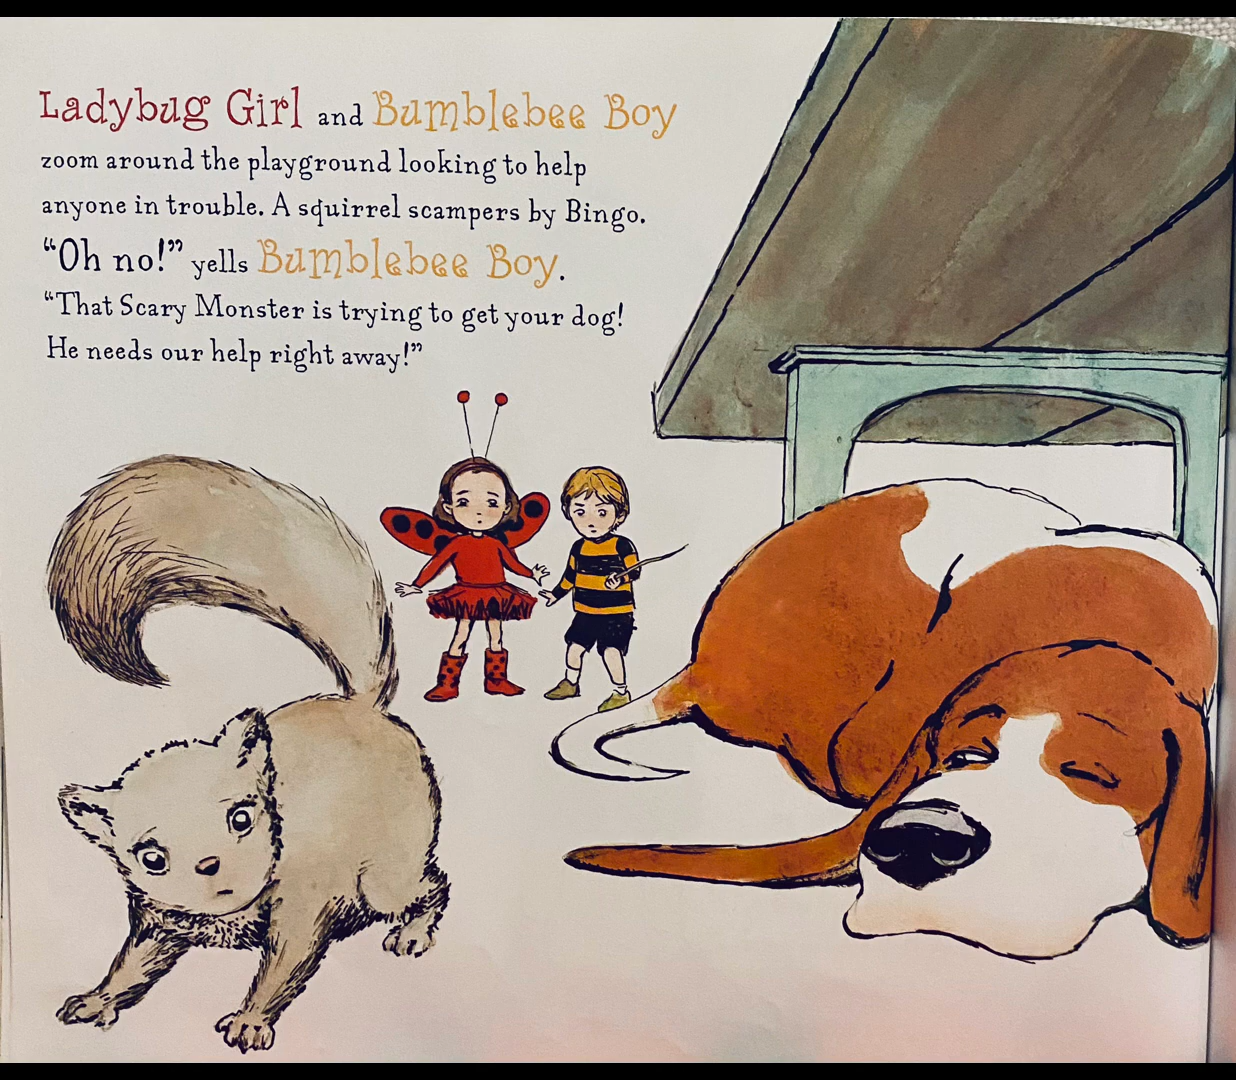 Ladybug Girl and Bumblebee Boy
zoom around the playground looking to help
anyone in trouble. A squirrel scampers by Bingo.
“Oh no!” yells Bumblebee Boy.
“That Scary Monster is trying to get your dog!
He needs our help right away!”